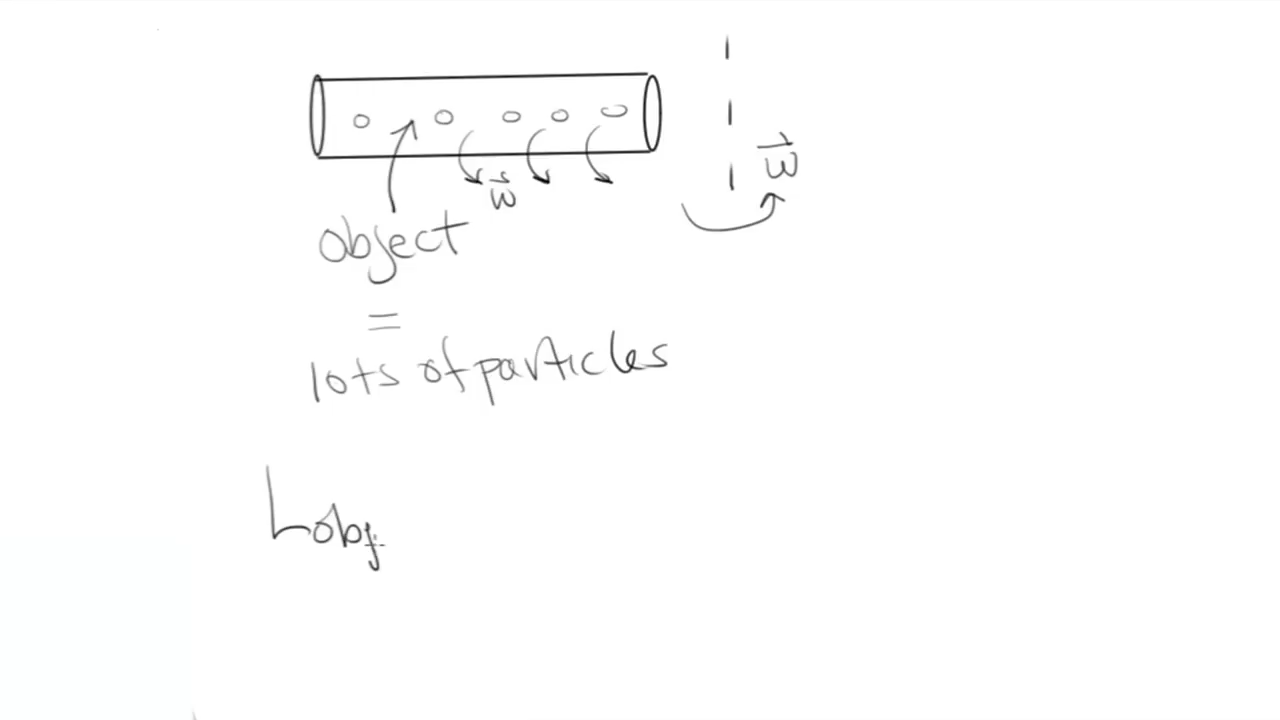 ω⃗
ω⃗
object
=
lots of particles
Lobj